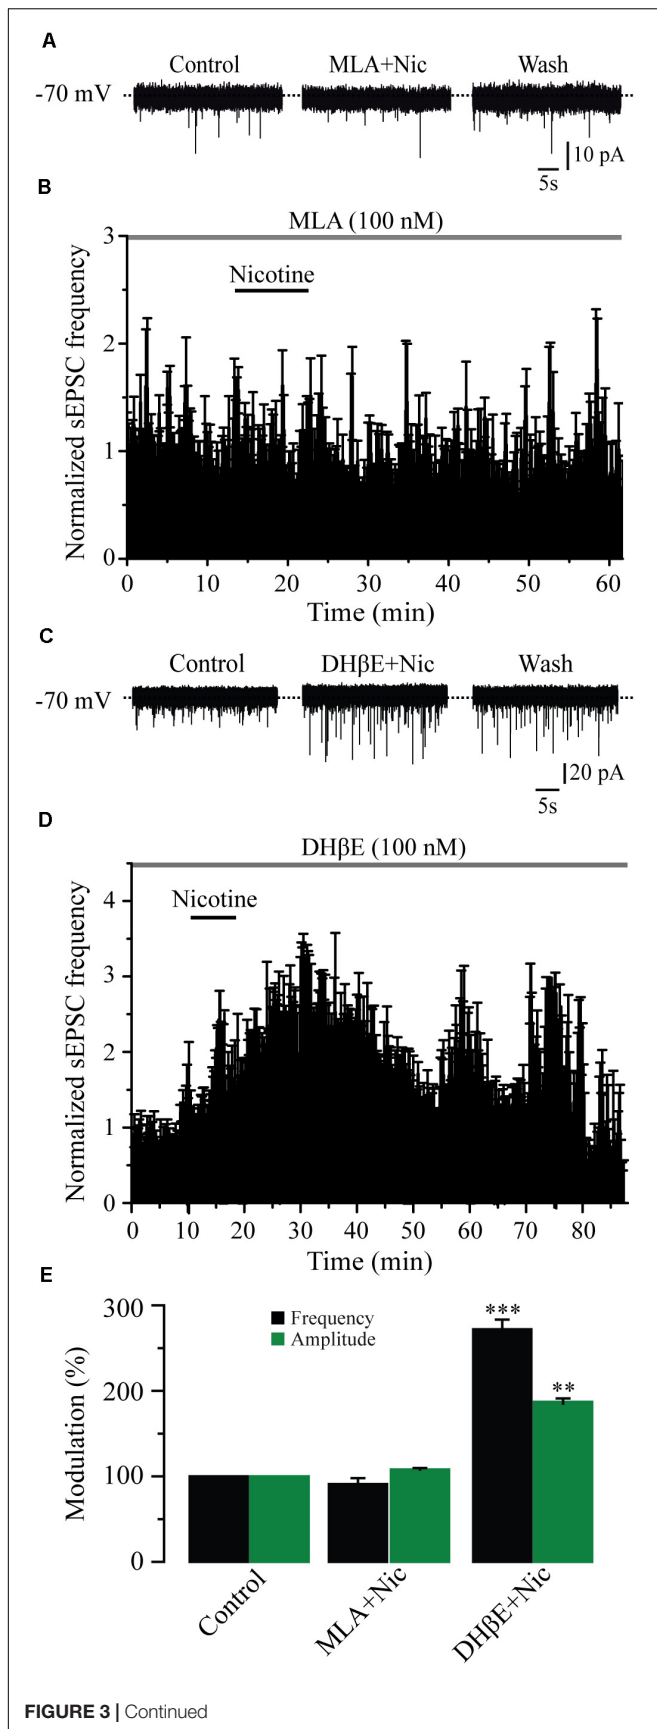 A
Control MLA+Nic Wash
-70 mV
10 pA
5s
B
MLA (100 nM)
Nicotine
Normalized sEPSC frequency
3
2
1
0
0 10 20 30 40 50 60
Time (min)
C
Control DHβE+Nic Wash
-70 mV
20 pA
5s
D
DHβE (100 nM)
Nicotine
Normalized sEPSC frequency
4
3
2
1
0
0 10 20 30 40 50 60 70 80
Time (min)
E
Modulation (%)
300
200
100
0
Frequency
Amplitude
***
**
Control MLA+Nic DHβE+Nic
FIGURE 3 | Continued